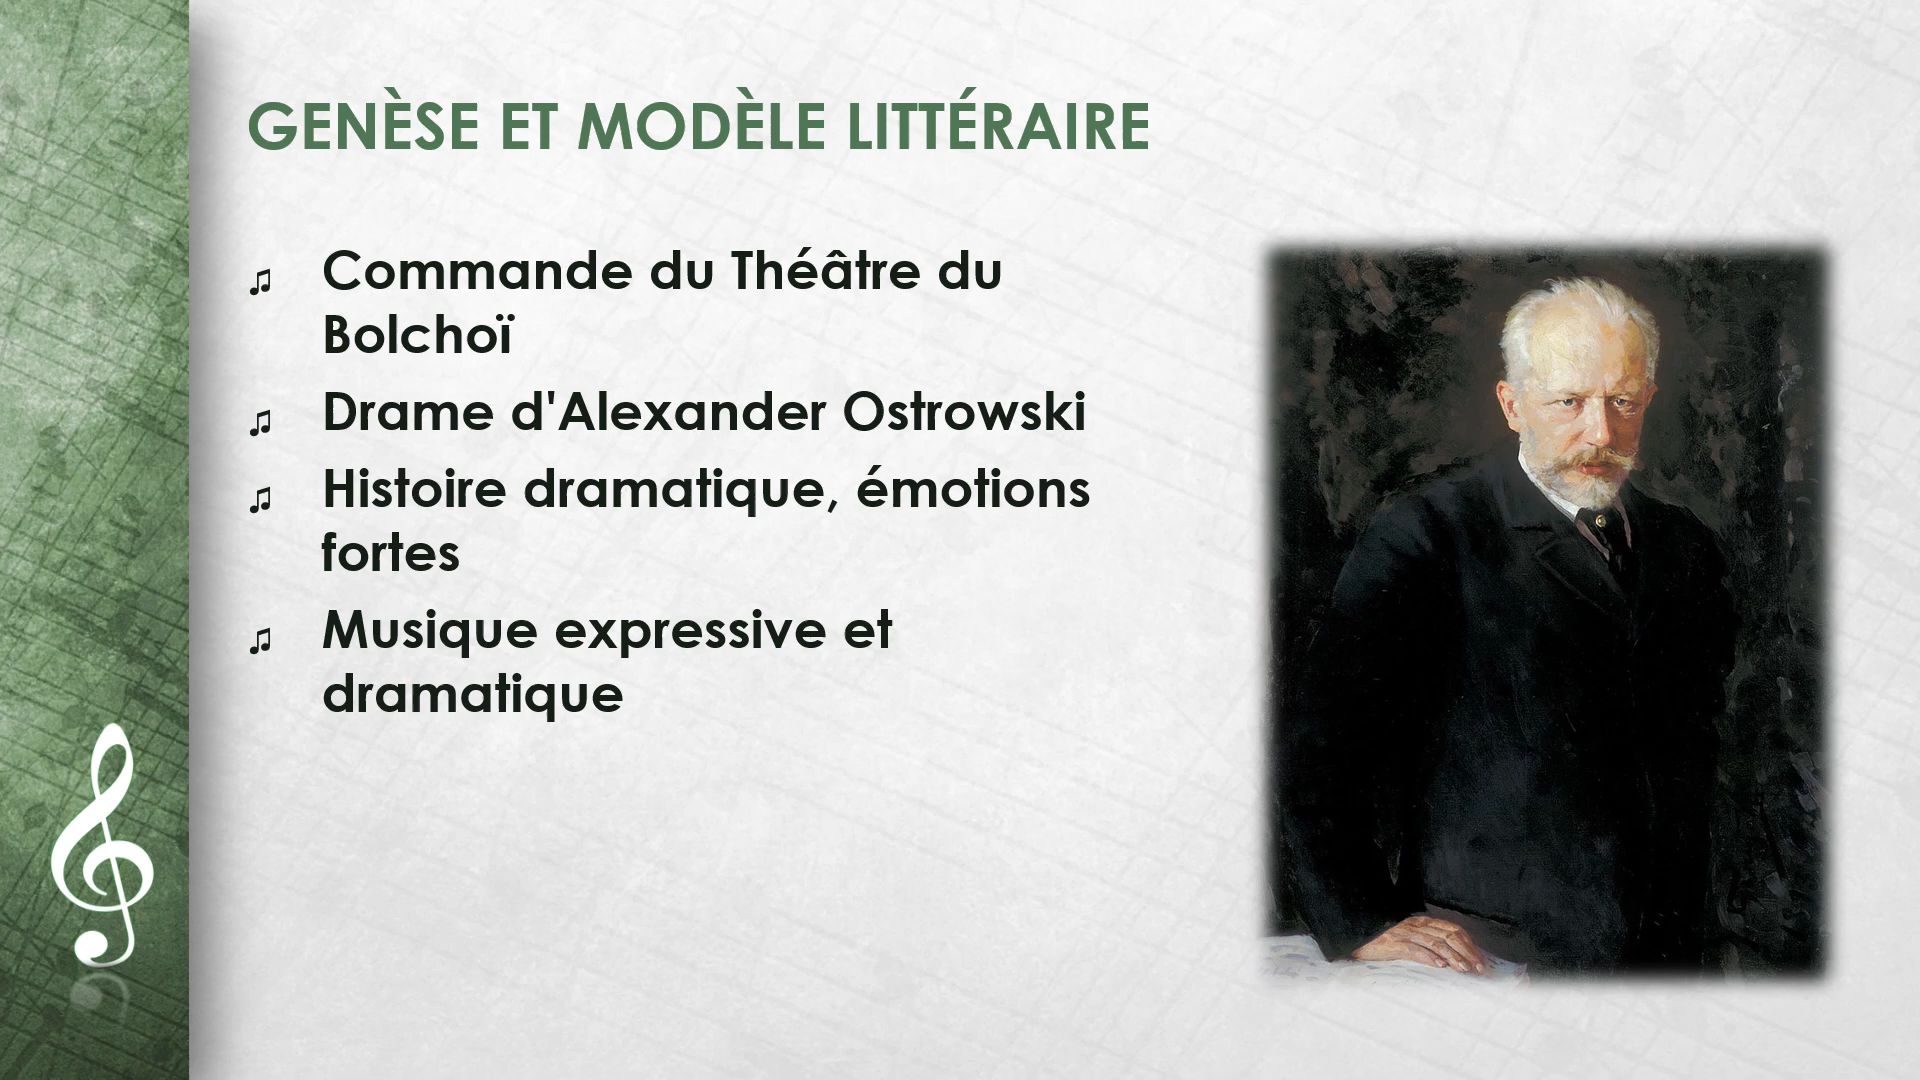 GENÈSE ET MODÈLE LITTÉRAIRE
♫ Commande du Théâtre du
Bolchoï
♫ Drame d'Alexander Ostrowski
♫ Histoire dramatique, émotions
fortes
♫ Musique expressive et
dramatique